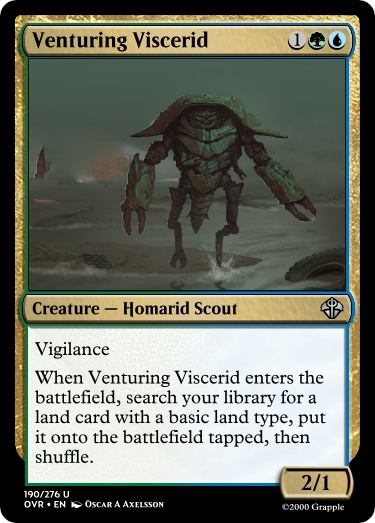 Venturing Viscerid 1
Creature — Homarid Scout
Vigilance
When Venturing Viscerid enters the
battlefield, search your library for a
land card with a basic land type, put
it onto the battlefield tapped, then
shuffle.
2/1
190/276 U
OVR • EN Oscar A Axelsson
©2000 Grapple